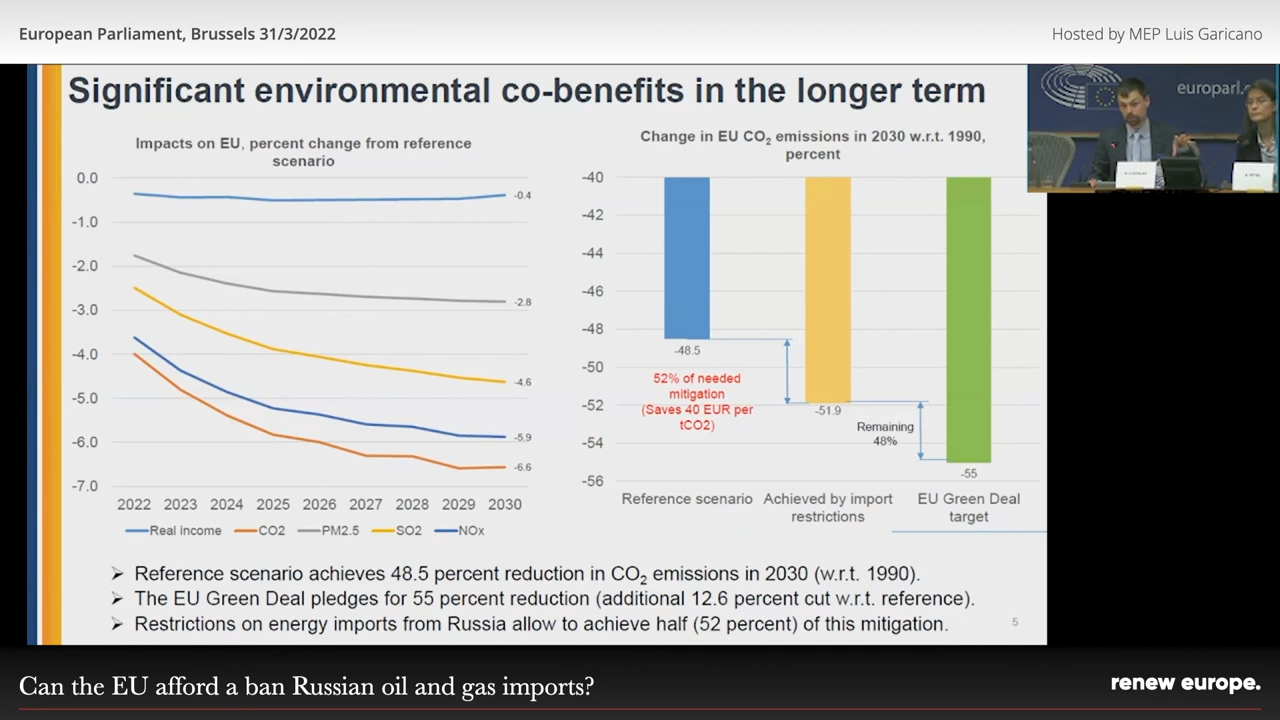 European Parliament, Brussels 31/3/2022
Hosted by MEP Luis Garicano
Significant environmental co-benefits in the longer term
europarl.
Impacts on EU, percent change from reference
scenario
0.0
-1.0
-2.0
-3.0
-4.0
-5.0
-6.0
-7.0
-0.4
-2.8
-4.6
-5.9
-6.6
2022 2023 2024 2025 2026 2027 2028 2029 2030
Real income CO2 PM2.5 SO2 NOx
Change in EU CO₂ emissions in 2030 w.r.t. 1990,
percent
-40
-42
-44
-46
-48
-50
-52
-54
-56
-48.5
52% of needed
mitigation
(Saves 40 EUR per
tCO2)
-51.9
Remaining
48%
-55
Reference scenario
Achieved by import
restrictions
EU Green Deal
target
➢ Reference scenario achieves 48.5 percent reduction in CO₂ emissions in 2030 (w.r.t. 1990).
➢ The EU Green Deal pledges for 55 percent reduction (additional 12.6 percent cut w.r.t. reference).
➢ Restrictions on energy imports from Russia allow to achieve half (52 percent) of this mitigation.
5
Can the EU afford a ban Russian oil and gas imports?
renew europe.